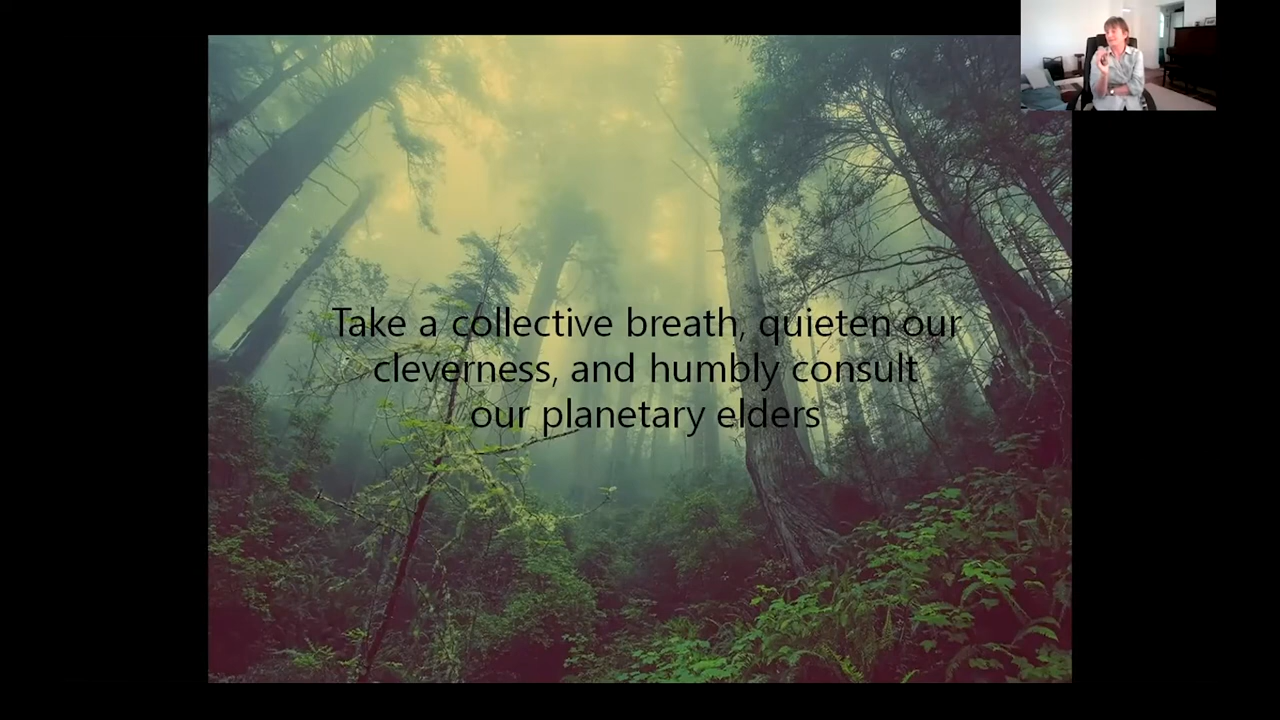 Take a collective breath, quieten our
cleverness, and humbly consult
our planetary elders